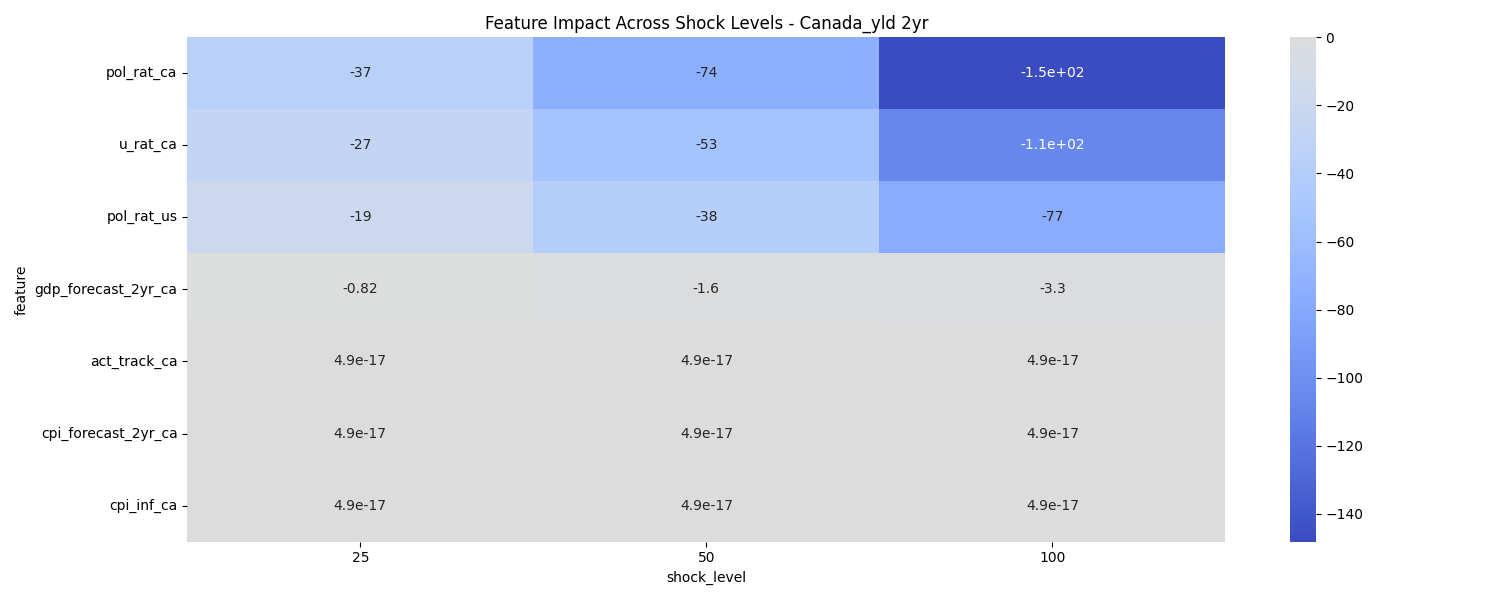 Feature Impact Across Shock Levels - Canada_yld 2yr
feature
pol_rat_ca -37 -74 -1.5e+02
u_rat_ca -27 -53 -1.1e+02
pol_rat_us -19 -38 -77
gdp_forecast_2yr_ca -0.82 -1.6 -3.3
act_track_ca 4.9e-17 4.9e-17 4.9e-17
cpi_forecast_2yr_ca 4.9e-17 4.9e-17 4.9e-17
cpi_inf_ca 4.9e-17 4.9e-17 4.9e-17
25 50 100
shock_level
0
−20
−40
−60
−80
−100
−120
−140